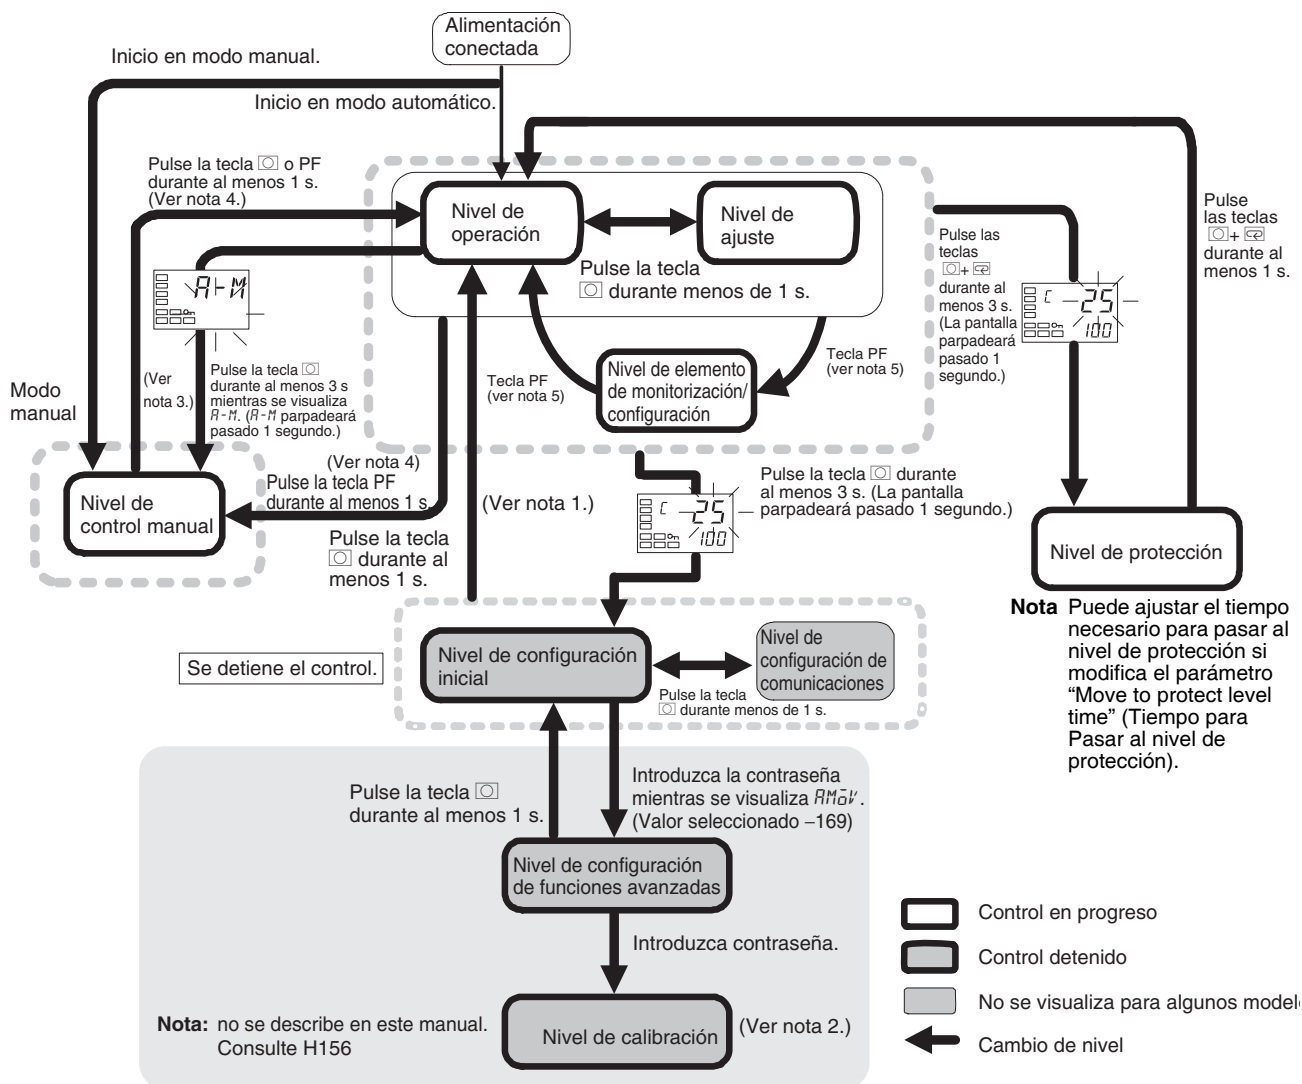 Alimentación
conectada
Inicio en modo manual.
Inicio en modo automático.
Pulse la tecla o PF
durante al menos 1 s.
(Ver nota 4.)
Nivel de
operación
Nivel de
ajuste
Pulse la tecla
durante menos de 1 s.
Pulse las
teclas
+
durante al
menos 3 s.
(La pantalla
parpadeará
pasado 1
segundo.)
Pulse
las teclas
+
durante al
menos 1 s.
A-M
C 25
100
Modo
manual
(Ver
nota 3.)
Pulse la tecla
durante al menos 3 s
mientras se visualiza
A-M. (A-M parpadeará
pasado 1 segundo.)
Tecla PF
(ver nota 5)
Nivel de elemento
de monitorización/
configuración
Tecla PF
(ver nota 5)
Nivel de
control manual
(Ver nota 4)
Pulse la tecla PF
durante al menos 1 s.
Pulse la tecla
durante al
menos 1 s.
(Ver nota 1.)
C 25
100
Pulse la tecla durante
al menos 3 s. (La pantalla
parpadeará pasado 1 segundo.)
Nivel de protección
Nota Puede ajustar el tiempo
necesario para pasar al
nivel de protección si
modifica el parámetro
“Move to protect level
time” (Tiempo para
Pasar al nivel de
protección).
Se detiene el control.
Nivel de configuración
inicial
Nivel de
configuración de
comunicaciones
Pulse la tecla
durante menos de 1 s.
Pulse la tecla
durante al menos 1 s.
Introduzca la contraseña
mientras se visualiza AMoV.
(Valor seleccionado –169)
Nivel de configuración
de funciones avanzadas
Introduzca contraseña.
Nota: no se describe en este manual.
Consulte H156
Nivel de calibración
(Ver nota 2.)
Control en progreso
Control detenido
No se visualiza para algunos
Cambio de nivel